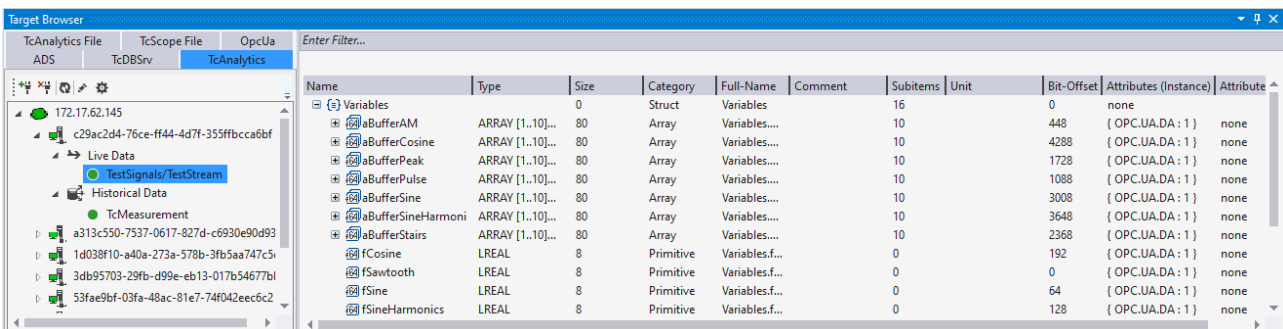 Target Browser
TcAnalytics File TcScope File OpcUa
ADS TcDBSrv TcAnalytics
172.17.62.145
c29ac2d4-76ce-ff44-4d7f-355ffbcca6bf
Live Data
TestSignals/TestStream
Historical Data
TcMeasurement
a313c550-7537-0617-827d-c6930e90d93
1d038f10-a40a-273a-578b-3fb5aa747c5
3db95703-29fb-d99e-eb13-017b54677bl
53fae9bf-03fa-48ac-81e7-74f042eec6c2
Enter Filter...
Name Type Size Category Full-Name Comment Subitems Unit Bit-Offset Attributes (Instance) Attribute
Variables 0 Struct Variables 16 0 none
aBufferAM ARRAY [1..10]... 80 Array Variables.... 10 448 { OPC.UA.DA : 1 } none
aBufferCosine ARRAY [1..10]... 80 Array Variables.... 10 4288 { OPC.UA.DA : 1 } none
aBufferPeak ARRAY [1..10]... 80 Array Variables.... 10 1728 { OPC.UA.DA : 1 } none
aBufferPulse ARRAY [1..10]... 80 Array Variables.... 10 1088 { OPC.UA.DA : 1 } none
aBufferSine ARRAY [1..10]... 80 Array Variables.... 10 3008 { OPC.UA.DA : 1 } none
aBufferSineHarmoni ARRAY [1..10]... 80 Array Variables.... 10 3648 { OPC.UA.DA : 1 } none
aBufferStairs ARRAY [1..10]... 80 Array Variables.... 10 2368 { OPC.UA.DA : 1 } none
fCosine LREAL 8 Primitive Variables.f... 0 192 { OPC.UA.DA : 1 } none
fSawtooth LREAL 8 Primitive Variables.f... 0 0 { OPC.UA.DA : 1 } none
fSine LREAL 8 Primitive Variables.f... 0 64 { OPC.UA.DA : 1 } none
fSineHarmonics LREAL 8 Primitive Variables.f... 0 128 { OPC.UA.DA : 1 } none